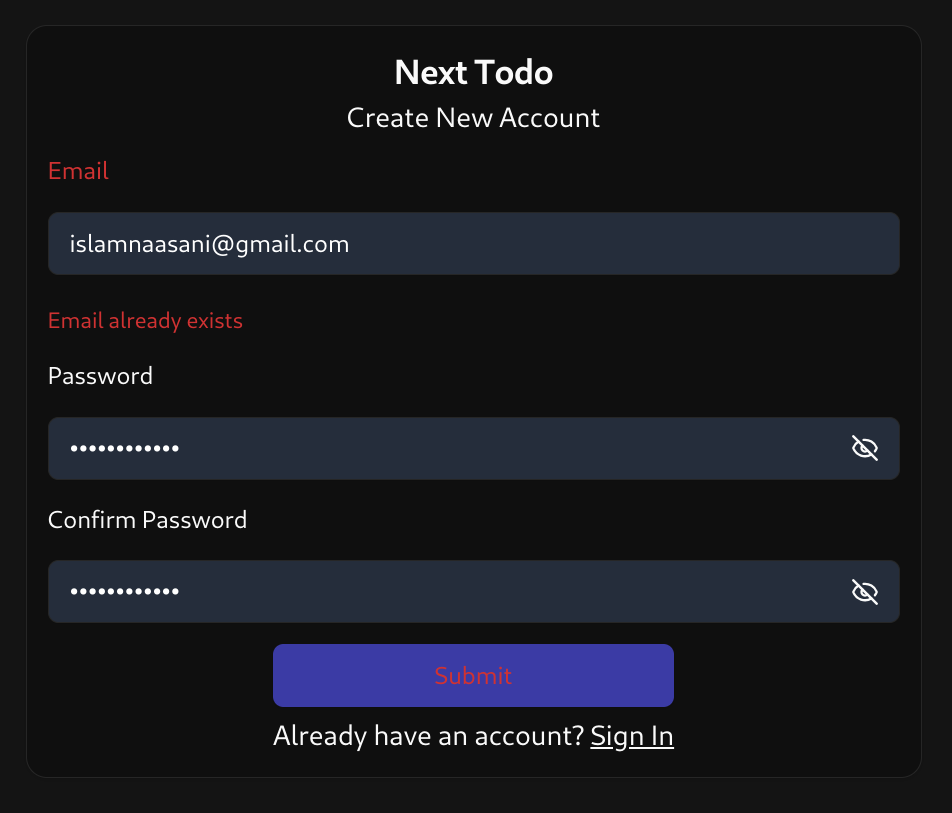 Next Todo
Create New Account
Email
islamnaasani@gmail.com
Email already exists
Password
••••••••••••
Confirm Password
••••••••••••
Submit
Already have an account? Sign In